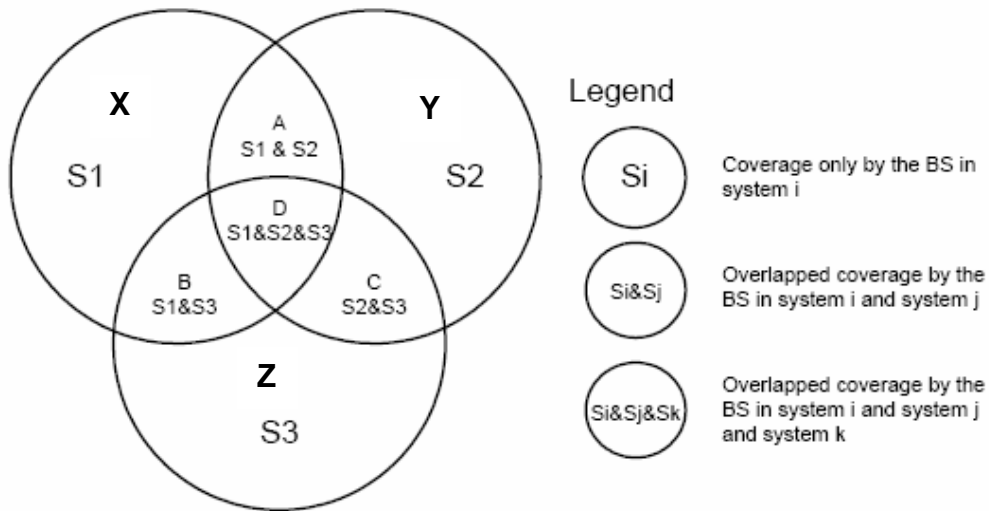 X
Y
A
S1 & S2
S1
S2
D
S1&S2&S3
B
S1&S3
C
S2&S3
Z
S3
Legend
Si
Coverage only by the BS in
system i
Si&Sj
Overlapped coverage by the
BS in system i and system j
Si&Sj&Sk
Overlapped coverage by the
BS in system i and system j
and system k